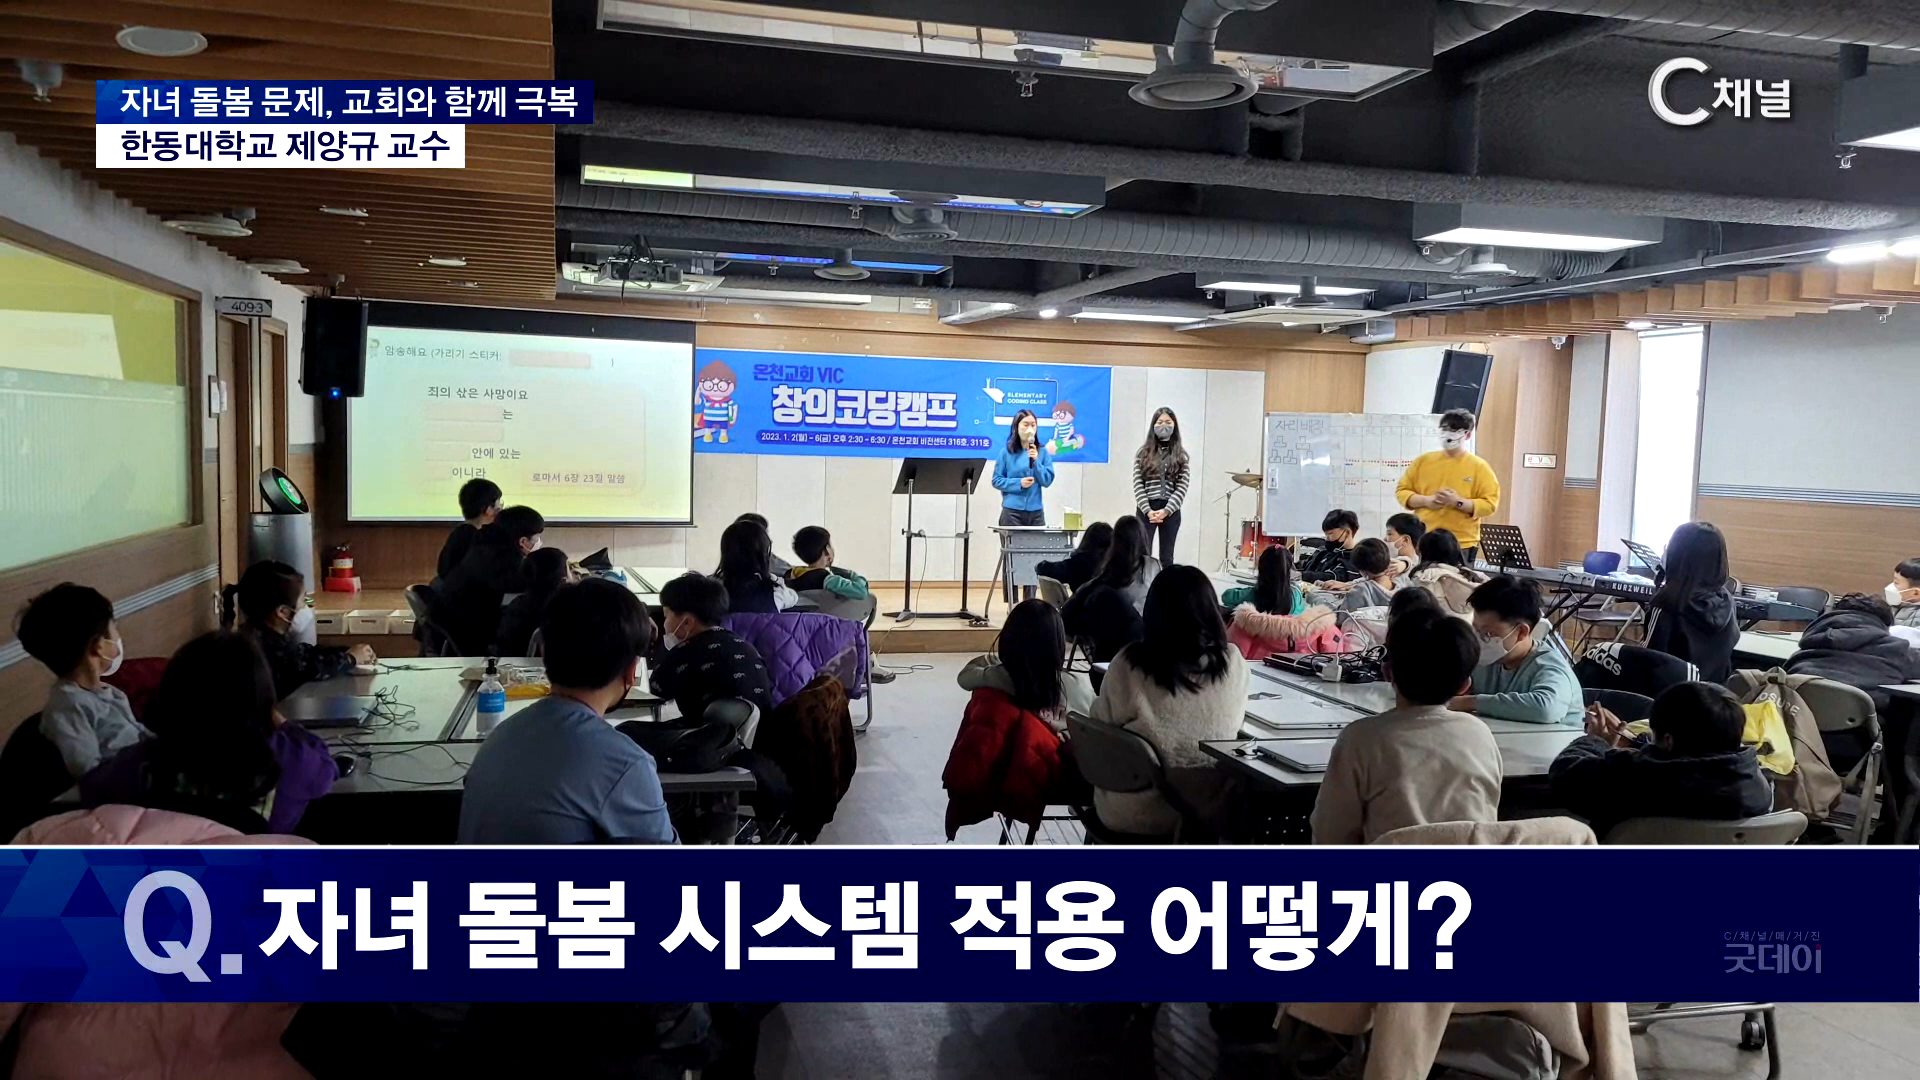 자녀 돌봄 문제, 교회와 함께 극복
한동대학교 제양규 교수
C채널
409-3
암송해요 (가리기 스티커: )
죄의 삯은 사망이요
는
안에 있는
이니라
로마서 6장 23절 말씀
온천교회 VIC
창의코딩캠프
ELEMENTARY
CODING CLASS
2023. 1. 2(월) - 6(금) 오후 2:30 - 6:30 / 온천교회 비전센터 316호, 311호
자리배정
KURZWEIL
adidas
Q. 자녀 돌봄 시스템 적용 어떻게?
C/채/널/매/거/진
굿데이